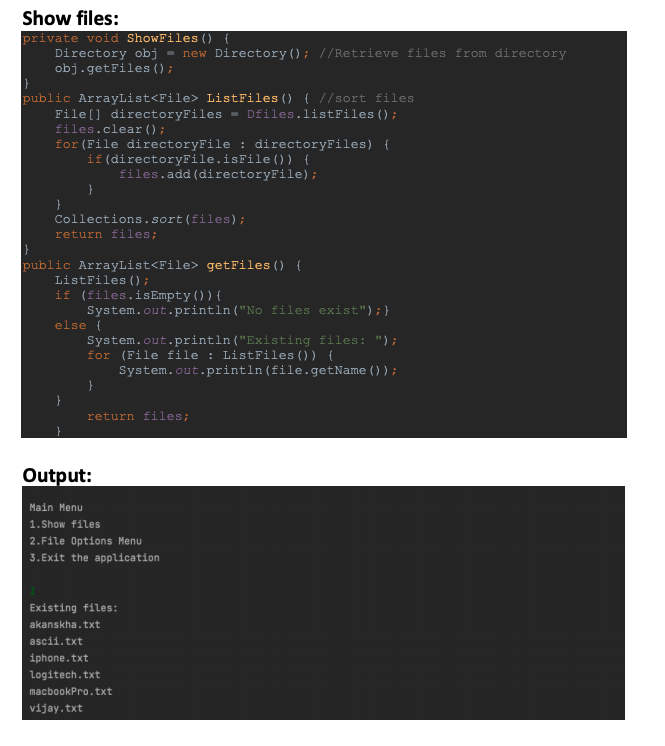 Show files:
private void ShowFiles() {
    Directory obj = new Directory(); //Retrieve files from directory
    obj.getFiles();
}
public ArrayList<File> ListFiles() { //sort files
    File[] directoryFiles = Dfiles.listFiles();
    files.clear();
    for(File directoryFile : directoryFiles) {
        if(directoryFile.isFile()) {
            files.add(directoryFile);
        }
    }
    Collections.sort(files);
    return files;
}
public ArrayList<File> getFiles() {
    ListFiles();
    if (files.isEmpty()){
        System.out.println("No files exist");}
    else {
        System.out.println("Existing files: ");
        for (File file : ListFiles()) {
            System.out.println(file.getName());
        }
    }
        return files;
    }
Output:
Main Menu
1.Show files
2.File Options Menu
3.Exit the application
1
Existing files:
akanskha.txt
ascii.txt
iphone.txt
logitech.txt
macbookPro.txt
vijay.txt